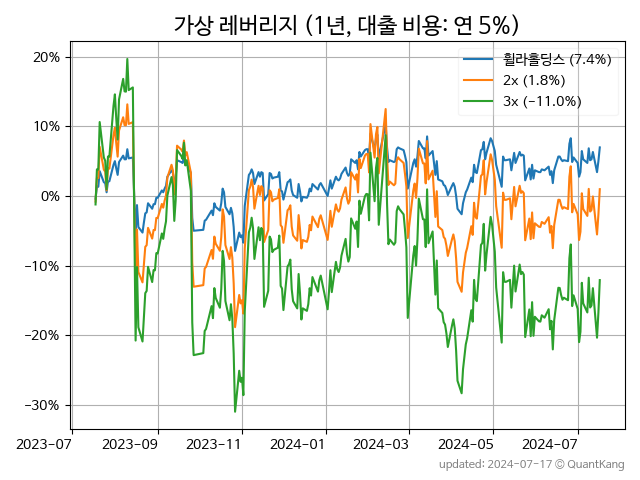 가상 레버리지 (1년, 대출 비용: 연 5%)
휠라홀딩스 (7.4%)
2x (1.8%)
3x (−11.0%)
20%
10%
0%
−10%
−20%
−30%
2023-07
2023-09
2023-11
2024-01
2024-03
2024-05
2024-07
updated: 2024-07-17 © QuantKang